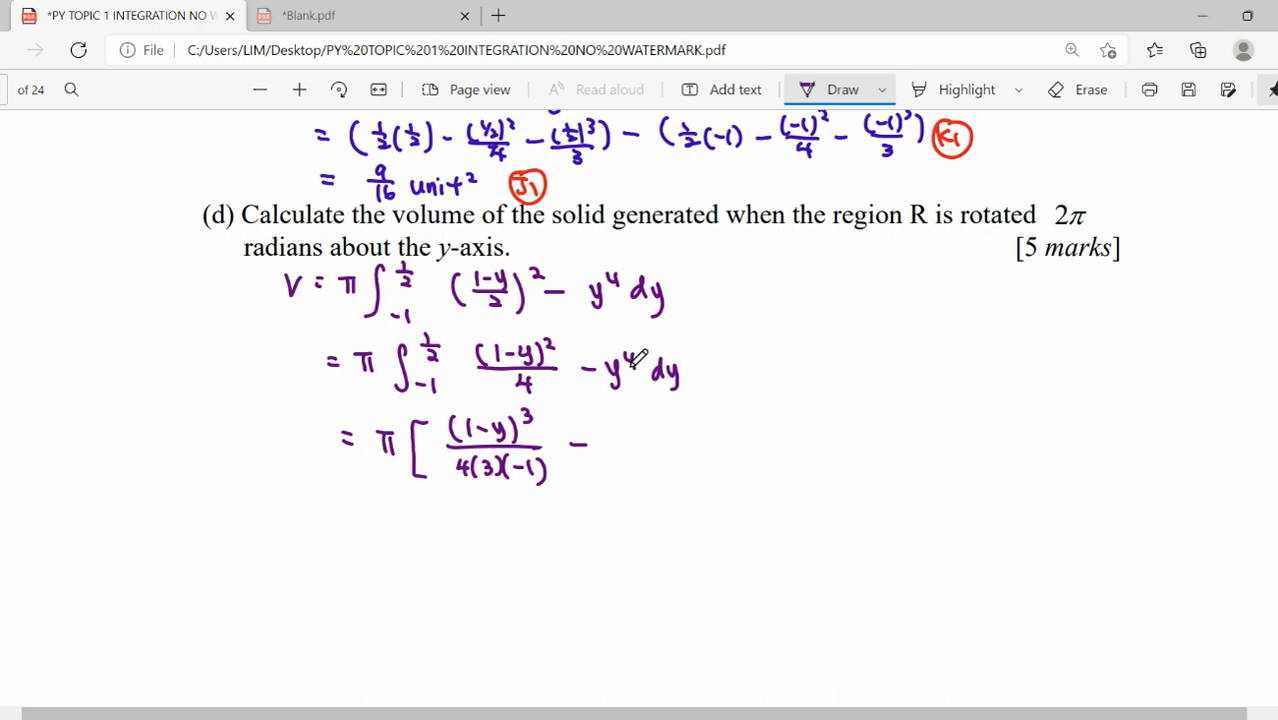 *PY TOPIC 1 INTEGRATION NO W
*Blank.pdf
File C:/Users/LIM/Desktop/PY%20TOPIC%201%20INTEGRATION%20NO%20WATERMARK.pdf
of 24 Page view Read aloud Add text Draw Highlight Erase
= (½(½) - (½)²/4 - (½)³/3) - (½(-1) - (-1)²/4 - (-1)³/3) K1
= 9/16 unit² J1
(d) Calculate the volume of the solid generated when the region R is rotated 2π
radians about the y-axis. [5 marks]
V = π ∫_{-1}^{1/2} ((1-y)/2)² - y⁴ dy
= π ∫_{-1}^{1/2} (1-y)²/4 - y⁴ dy
= π [ (1-y)³/4(3)(-1) -